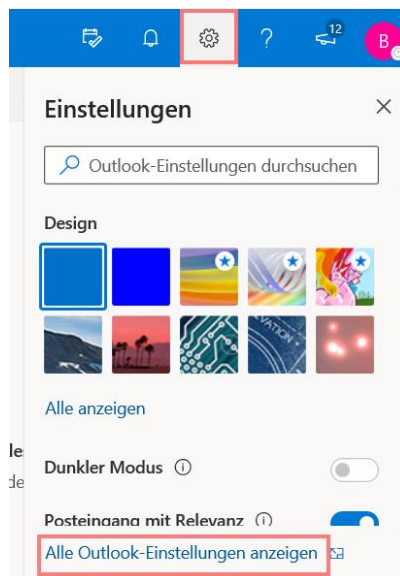 12
B
Einstellungen
Outlook-Einstellungen durchsuchen
Design
Alle anzeigen
Dunkler Modus
Posteingang mit Relevanz
Alle Outlook-Einstellungen anzeigen